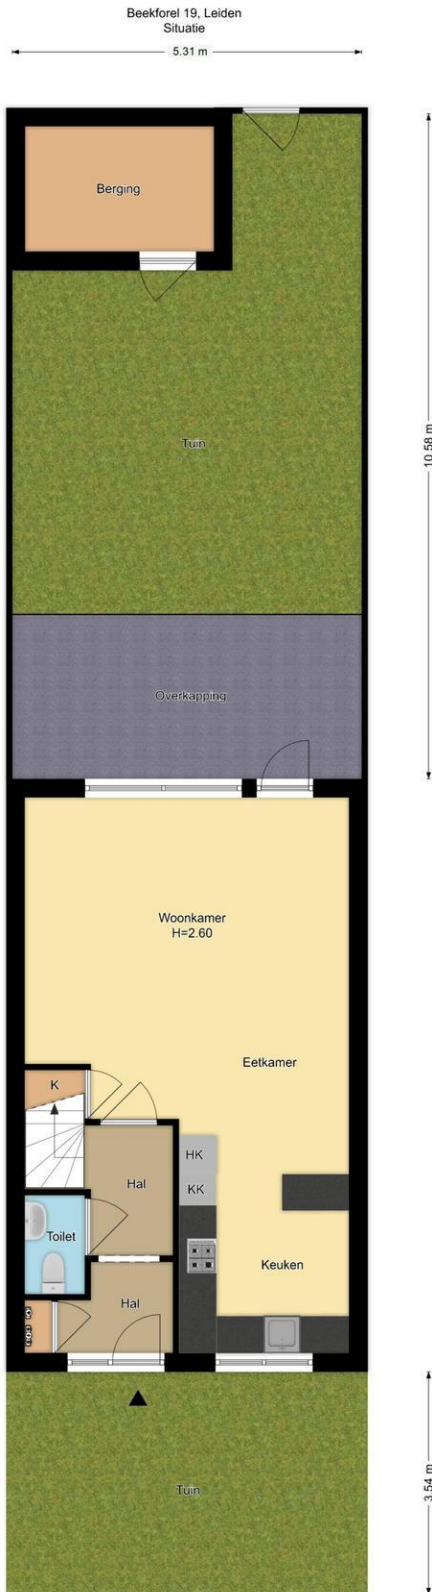 Beekforel 19, Leiden
Situatie
5.31 m
Berging
10.58 m
Tuin
Overkapping
Woonkamer
H=2.60
Eetkamer
K
HK
Hal
KK
Toilet
Keuken
Hal
Tuin
3.54 m